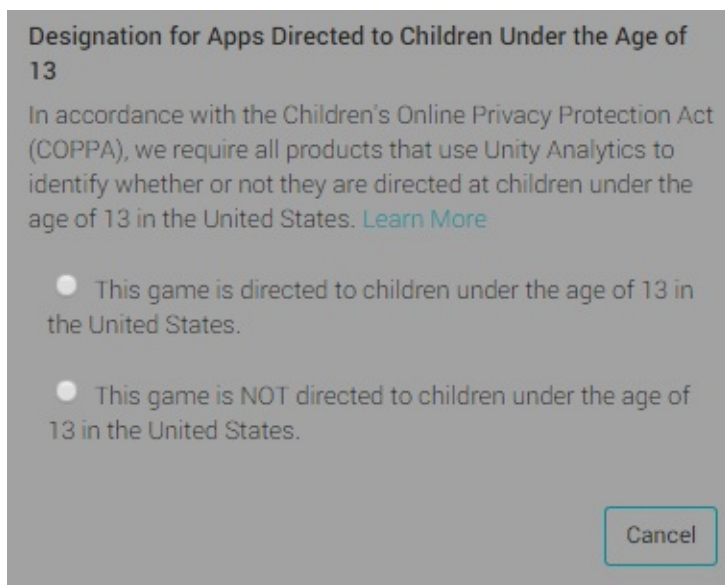 Designation for Apps Directed to Children Under the Age of
13
In accordance with the Children's Online Privacy Protection Act
(COPPA), we require all products that use Unity Analytics to
identify whether or not they are directed at children under the
age of 13 in the United States. Learn More
This game is directed to children under the age of 13 in
the United States.
This game is NOT directed to children under the age of
13 in the United States.
Cancel